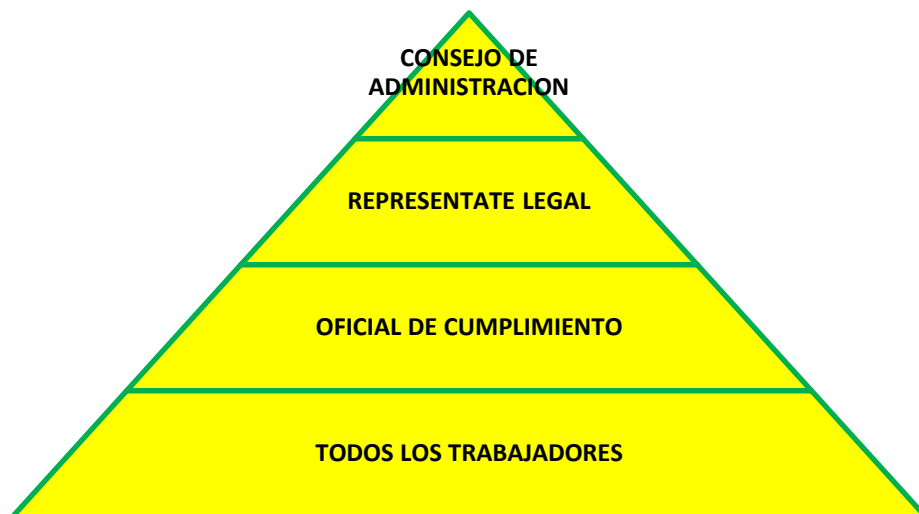 CONSEJO DE
ADMINISTRACION
REPRESENTATE LEGAL
OFICIAL DE CUMPLIMIENTO
TODOS LOS TRABAJADORES